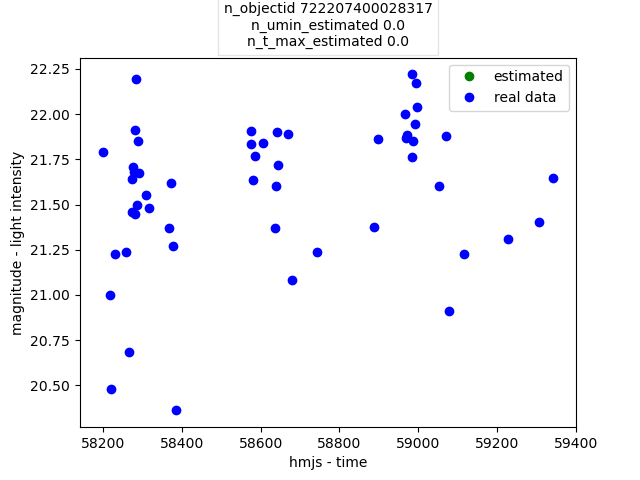 n_objectid 722207400028317
n_umin_estimated 0.0
n_t_max_estimated 0.0
estimated
real data
magnitude - light intensity
22.25
22.00
21.75
21.50
21.25
21.00
20.75
20.50
58200 58400 58600 58800 59000 59200 59400
hmjs - time